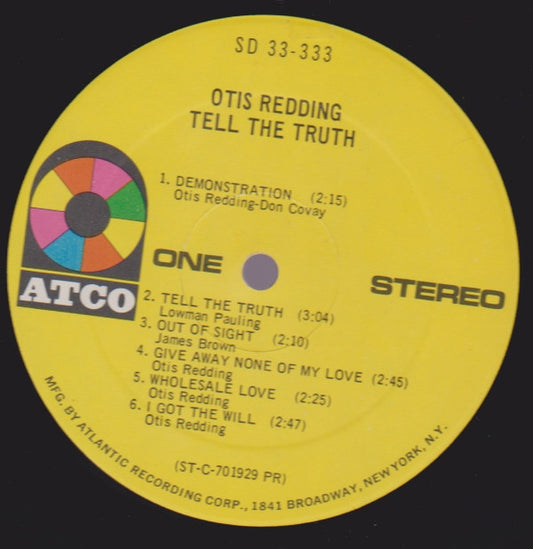 SD 33-333
OTIS REDDING
TELL THE TRUTH
1. DEMONSTRATION (2:15)
Otis Redding-Don Covay
ONE
STEREO
ATCO
2. TELL THE TRUTH (3:04)
Lowman Pauling
3. OUT OF SIGHT (2:10)
James Brown
4. GIVE AWAY NONE OF MY LOVE (2:45)
Otis Redding
5. WHOLESALE LOVE (2:25)
Otis Redding
6. I GOT THE WILL (2:47)
Otis Redding
(ST-C-701929 PR)
MFG. BY ATLANTIC RECORDING CORP., 1841 BROADWAY, NEW YORK, N.Y.